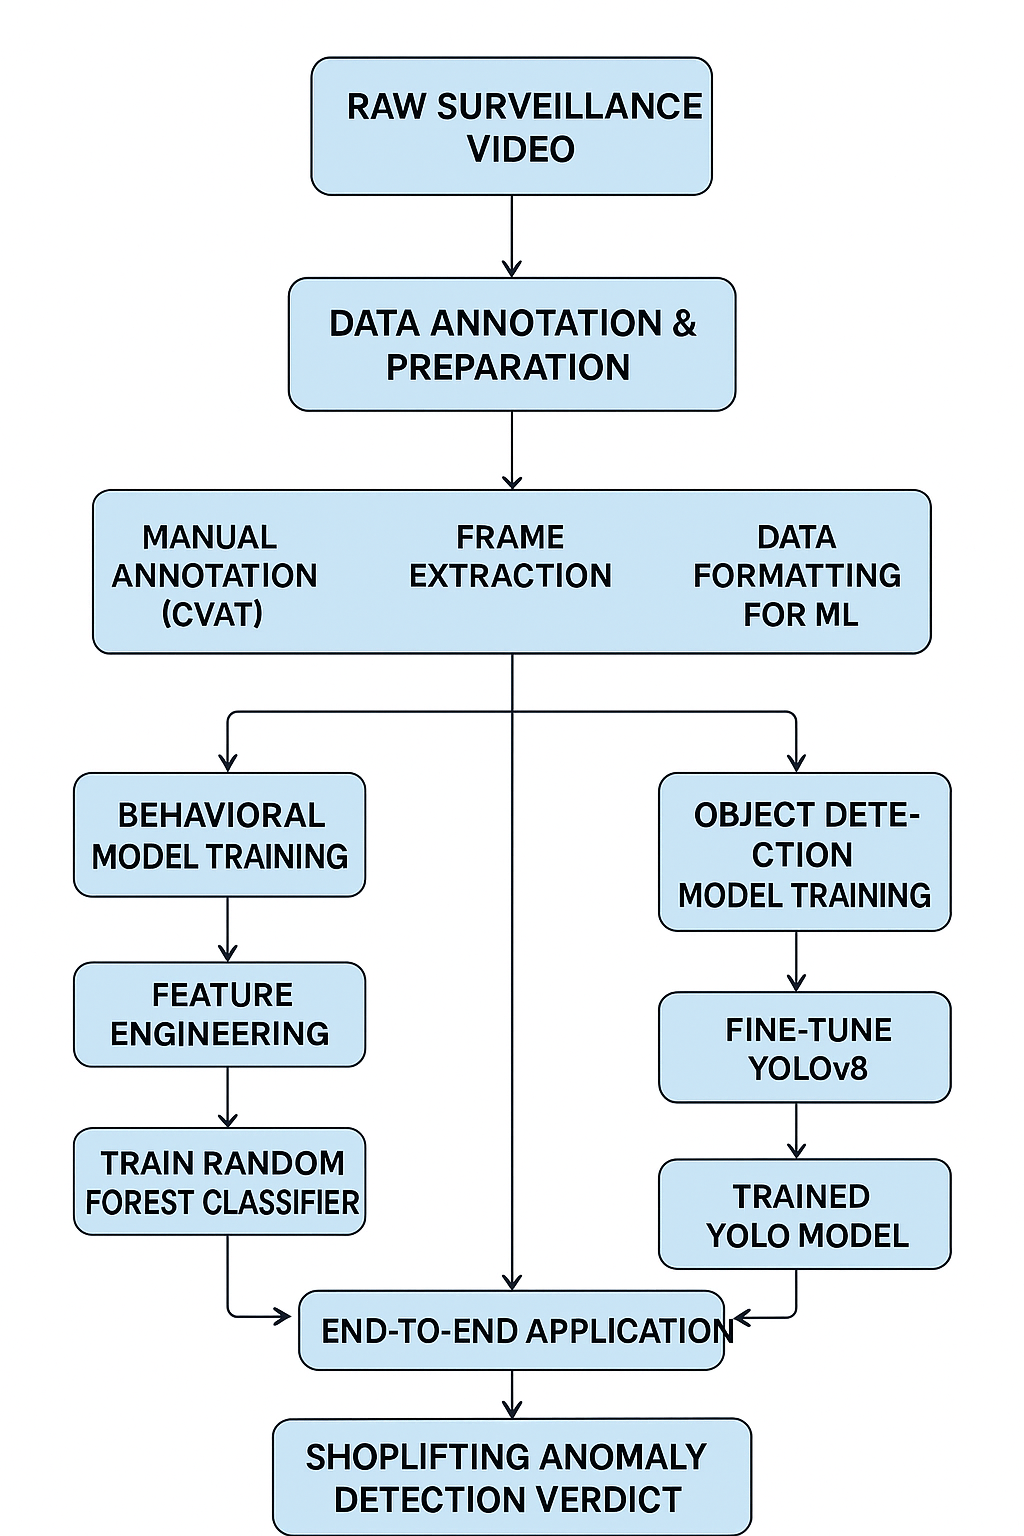 RAW SURVEILLANCE
VIDEO
DATA ANNOTATION &
PREPARATION
MANUAL
ANNOTATION
(CVAT)
FRAME
EXTRACTION
DATA
FORMATTING
FOR ML
BEHAVIORAL
MODEL TRAINING
FEATURE
ENGINEERING
TRAIN RANDOM
FOREST CLASSIFIER
OBJECT DETE-
CTION
MODEL TRAINING
FINE-TUNE
YOLOv8
TRAINED
YOLO MODEL
END-TO-END APPLICATION
SHOPLIFTING ANOMALY
DETECTION VERDICT